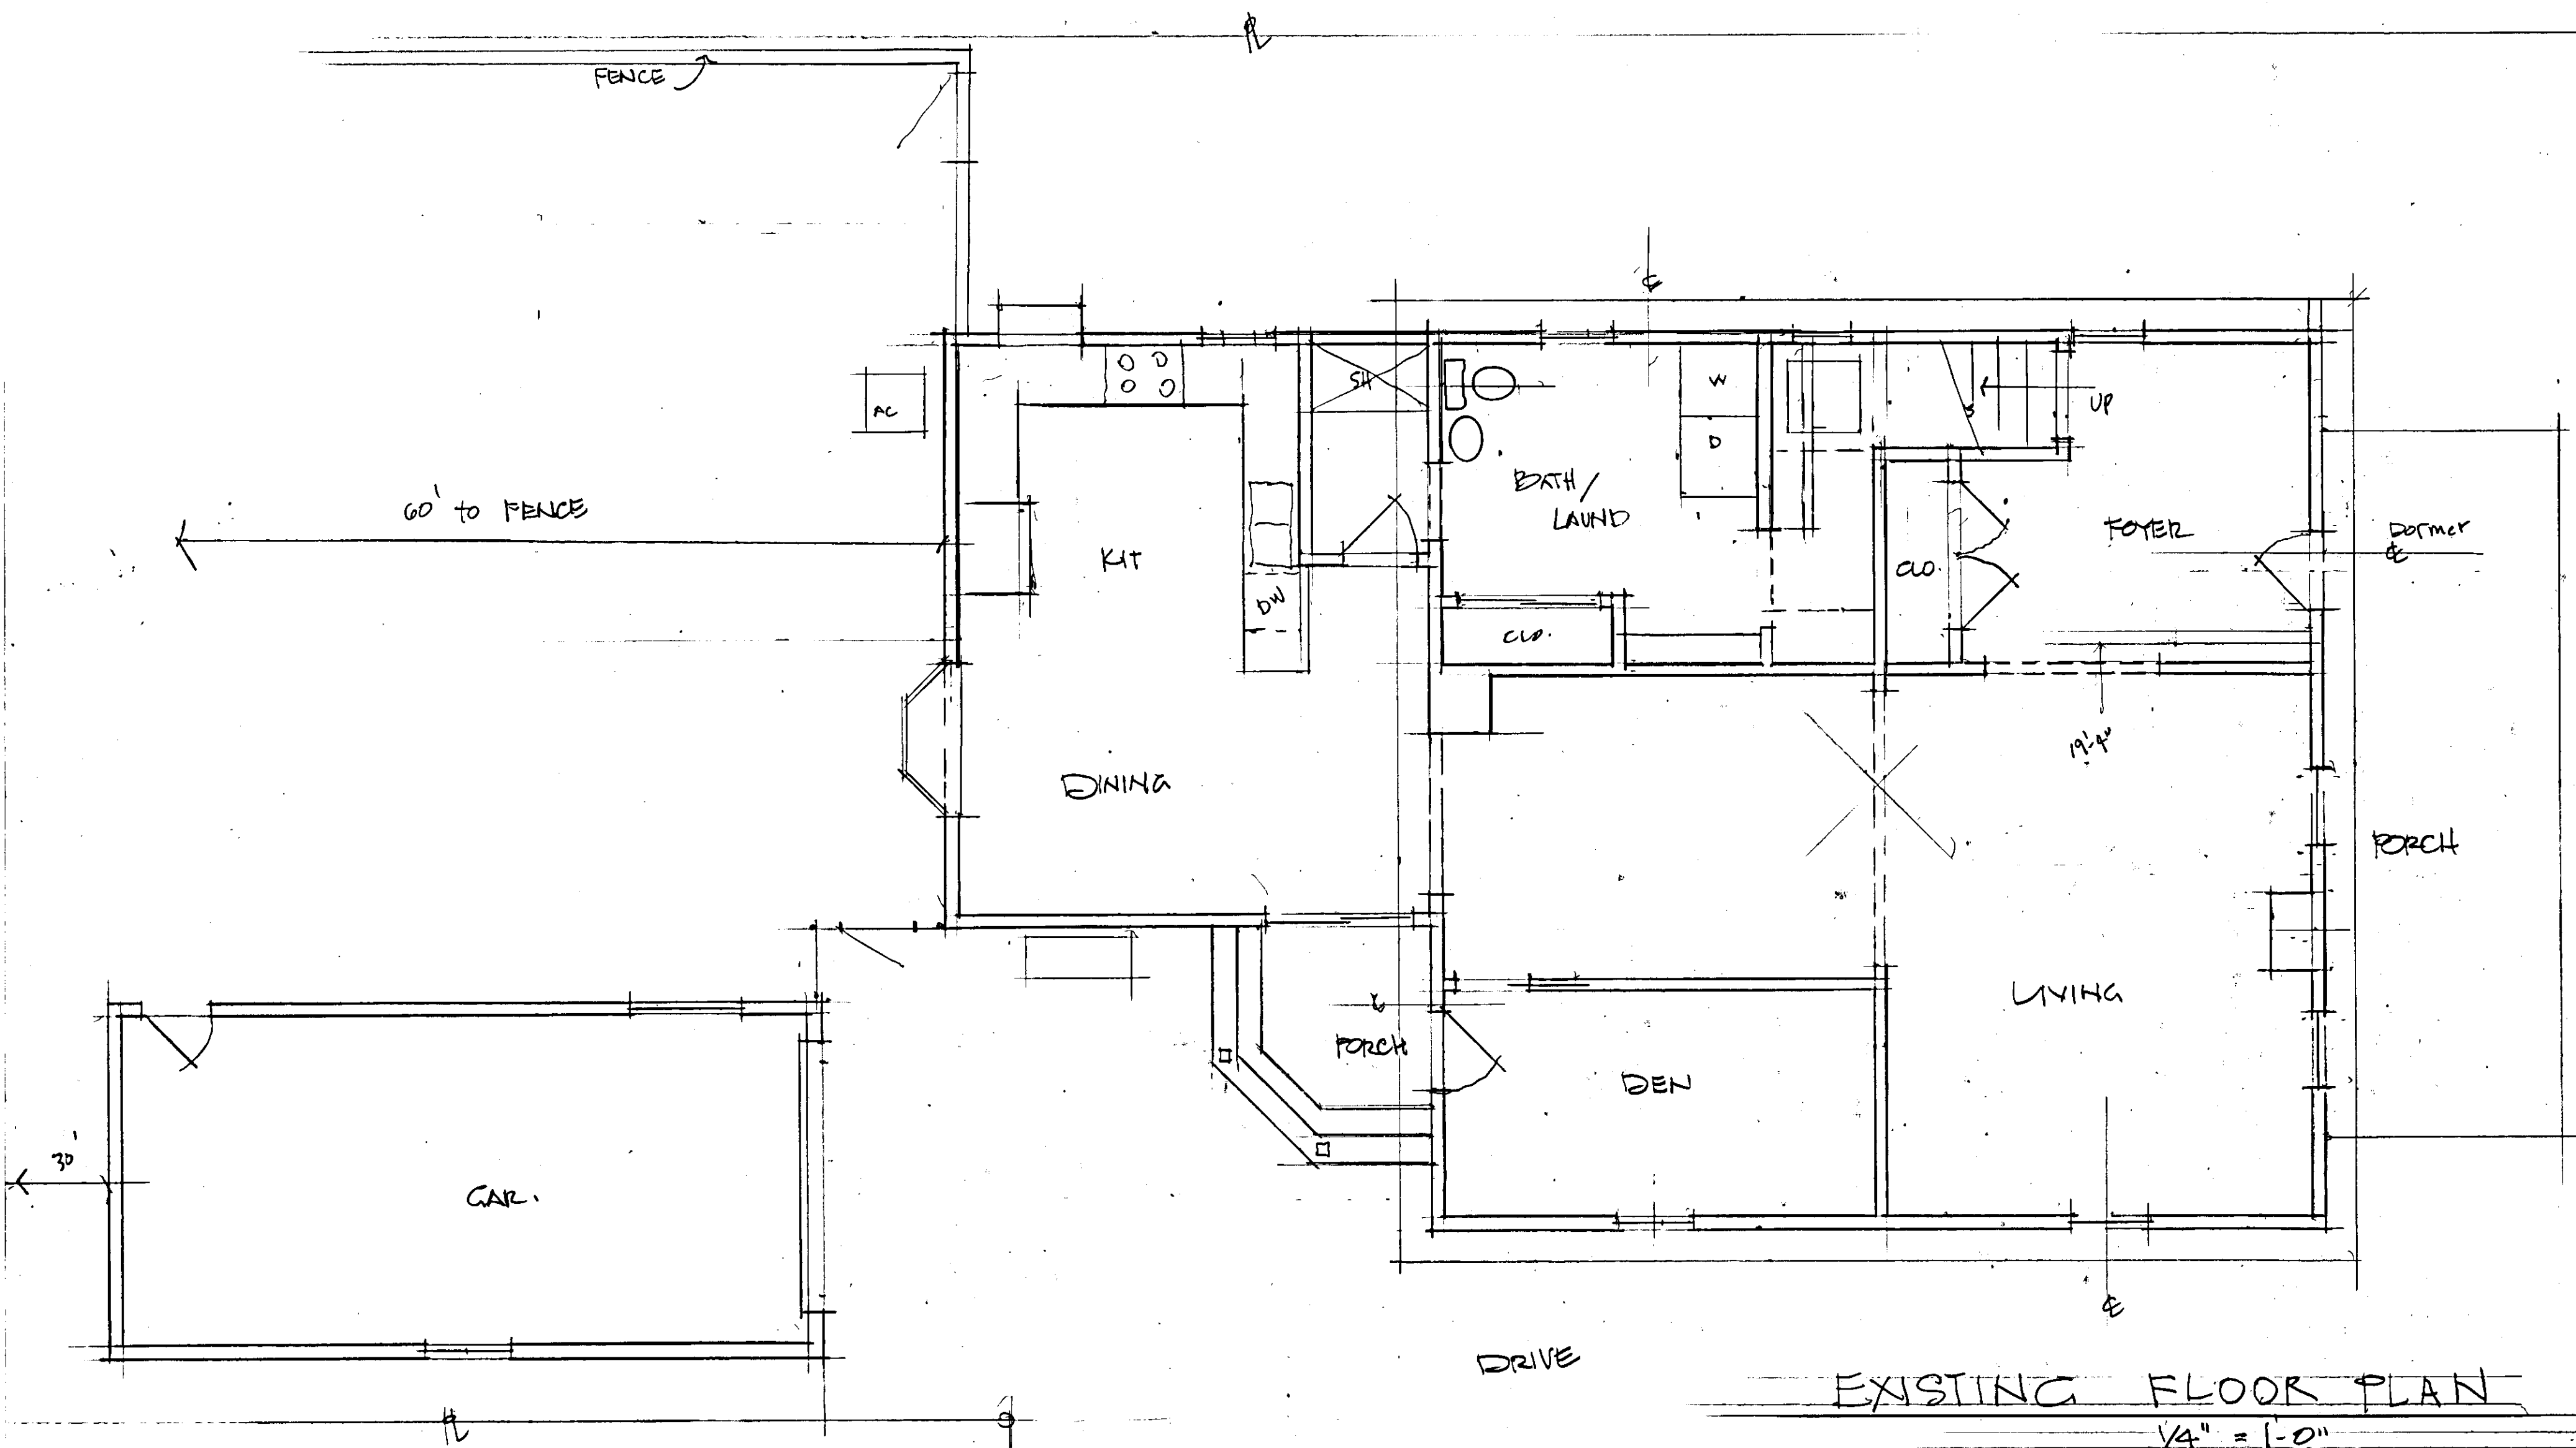 ℄
FENCE
℄
SH
W
AC
UP
D
BATH/
LAUND
60' to FENCE
FOYER
Dormer
℄
KIT
CLO.
DW
CLO.
19'-4"
DINING
PORCH
LIVING
PORCH
DEN
30'
GAR.
℄
DRIVE
EXISTING FLOOR PLAN
1/4" = 1'-0"